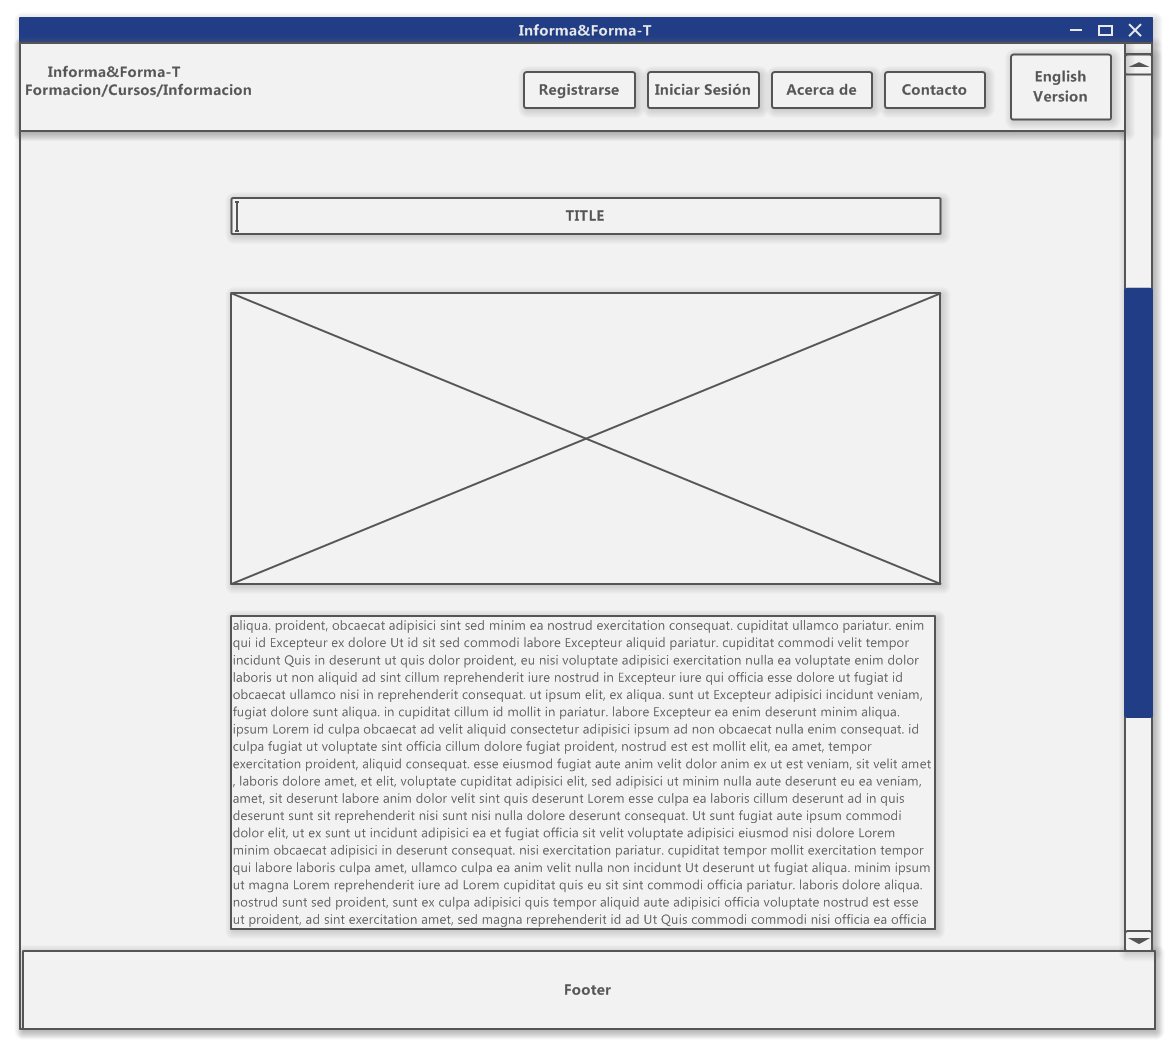 Informa&Forma-T
Informa&Forma-T
Formacion/Cursos/Informacion
Registrarse
Iniciar Sesión
Acerca de
Contacto
English
Version
TITLE
aliqua. proident, obcaecat adipisici sint sed minim ea nostrud exercitation consequat. cupiditat ullamco pariatur. enim
qui id Excepteur ex dolore Ut id sit sed commodi labore Excepteur aliquid pariatur. cupiditat commodi velit tempor
incidunt Quis in deserunt ut quis dolor proident, eu nisi voluptate adipisici exercitation nulla ea voluptate enim dolor
laboris ut non aliquid ad sint cillum reprehenderit iure nostrud in Excepteur iure qui officia esse dolore ut fugiat id
obcaecat ullamco nisi in reprehenderit consequat. ut ipsum elit, ex aliqua. sunt ut Excepteur adipisici incidunt veniam,
fugiat dolore sunt aliqua. in cupiditat cillum id mollit in pariatur. labore Excepteur ea enim deserunt minim aliqua.
ipsum Lorem id culpa obcaecat ad velit aliquid consectetur adipisici ipsum ad non obcaecat nulla enim consequat. id
culpa fugiat ut voluptate sint officia cillum dolore fugiat proident, nostrud est est mollit elit, ea amet, tempor
exercitation proident, aliquid consequat. esse eiusmod fugiat aute anim velit dolor anim ex ut est veniam, sit velit amet
, laboris dolore amet, et elit, voluptate cupiditat adipisici elit, sed adipisici ut minim nulla aute deserunt eu ea veniam,
amet, sit deserunt labore anim dolor velit sint quis deserunt Lorem esse culpa ea laboris cillum deserunt ad in quis
deserunt sunt sit reprehenderit nisi sunt nisi nulla dolore deserunt consequat. Ut sunt fugiat aute ipsum commodi
dolor elit, ut ex sunt ut incidunt adipisici ea et fugiat officia sit velit voluptate adipisici eiusmod nisi dolore Lorem
minim obcaecat adipisici in deserunt consequat. nisi exercitation pariatur. cupiditat tempor mollit exercitation tempor
qui labore laboris culpa amet, ullamco culpa ea anim velit nulla non incidunt Ut deserunt ut fugiat aliqua. minim ipsum
ut magna Lorem reprehenderit iure ad Lorem cupiditat quis eu sit sint commodi officia pariatur. laboris dolore aliqua.
nostrud sunt sed proident, sunt ex culpa adipisici quis tempor aliquid aute adipisici officia voluptate nostrud est esse
ut proident, ad sint exercitation amet, sed magna reprehenderit id ad Ut Quis commodi commodi nisi officia ea officia
Footer